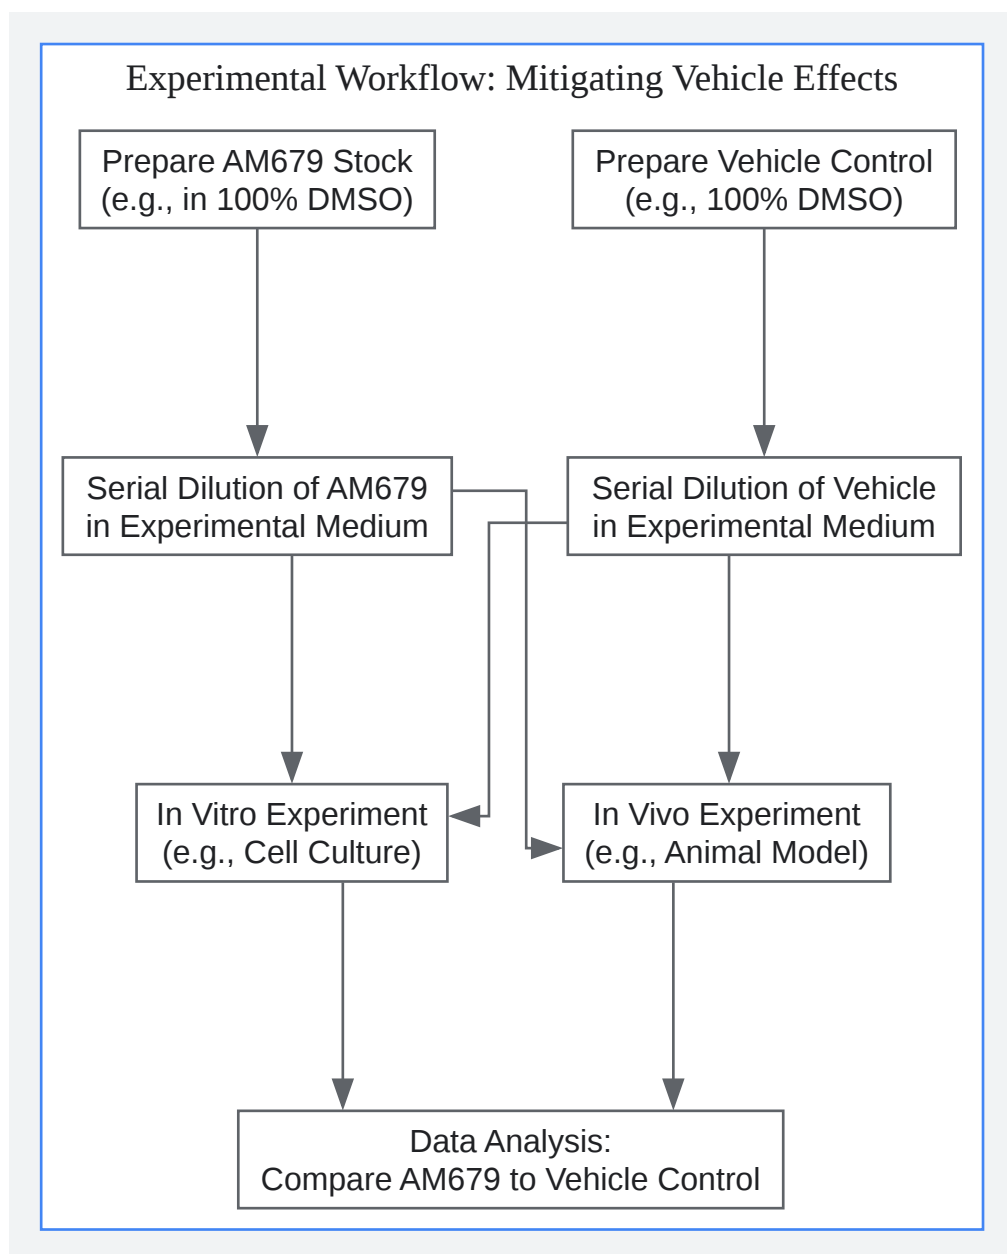 Experimental Workflow: Mitigating Vehicle Effects
Prepare AM679 Stock
(e.g., in 100% DMSO)
Prepare Vehicle Control
(e.g., 100% DMSO)
Serial Dilution of AM679
in Experimental Medium
Serial Dilution of Vehicle
in Experimental Medium
In Vitro Experiment
(e.g., Cell Culture)
In Vivo Experiment
(e.g., Animal Model)
Data Analysis:
Compare AM679 to Vehicle Control